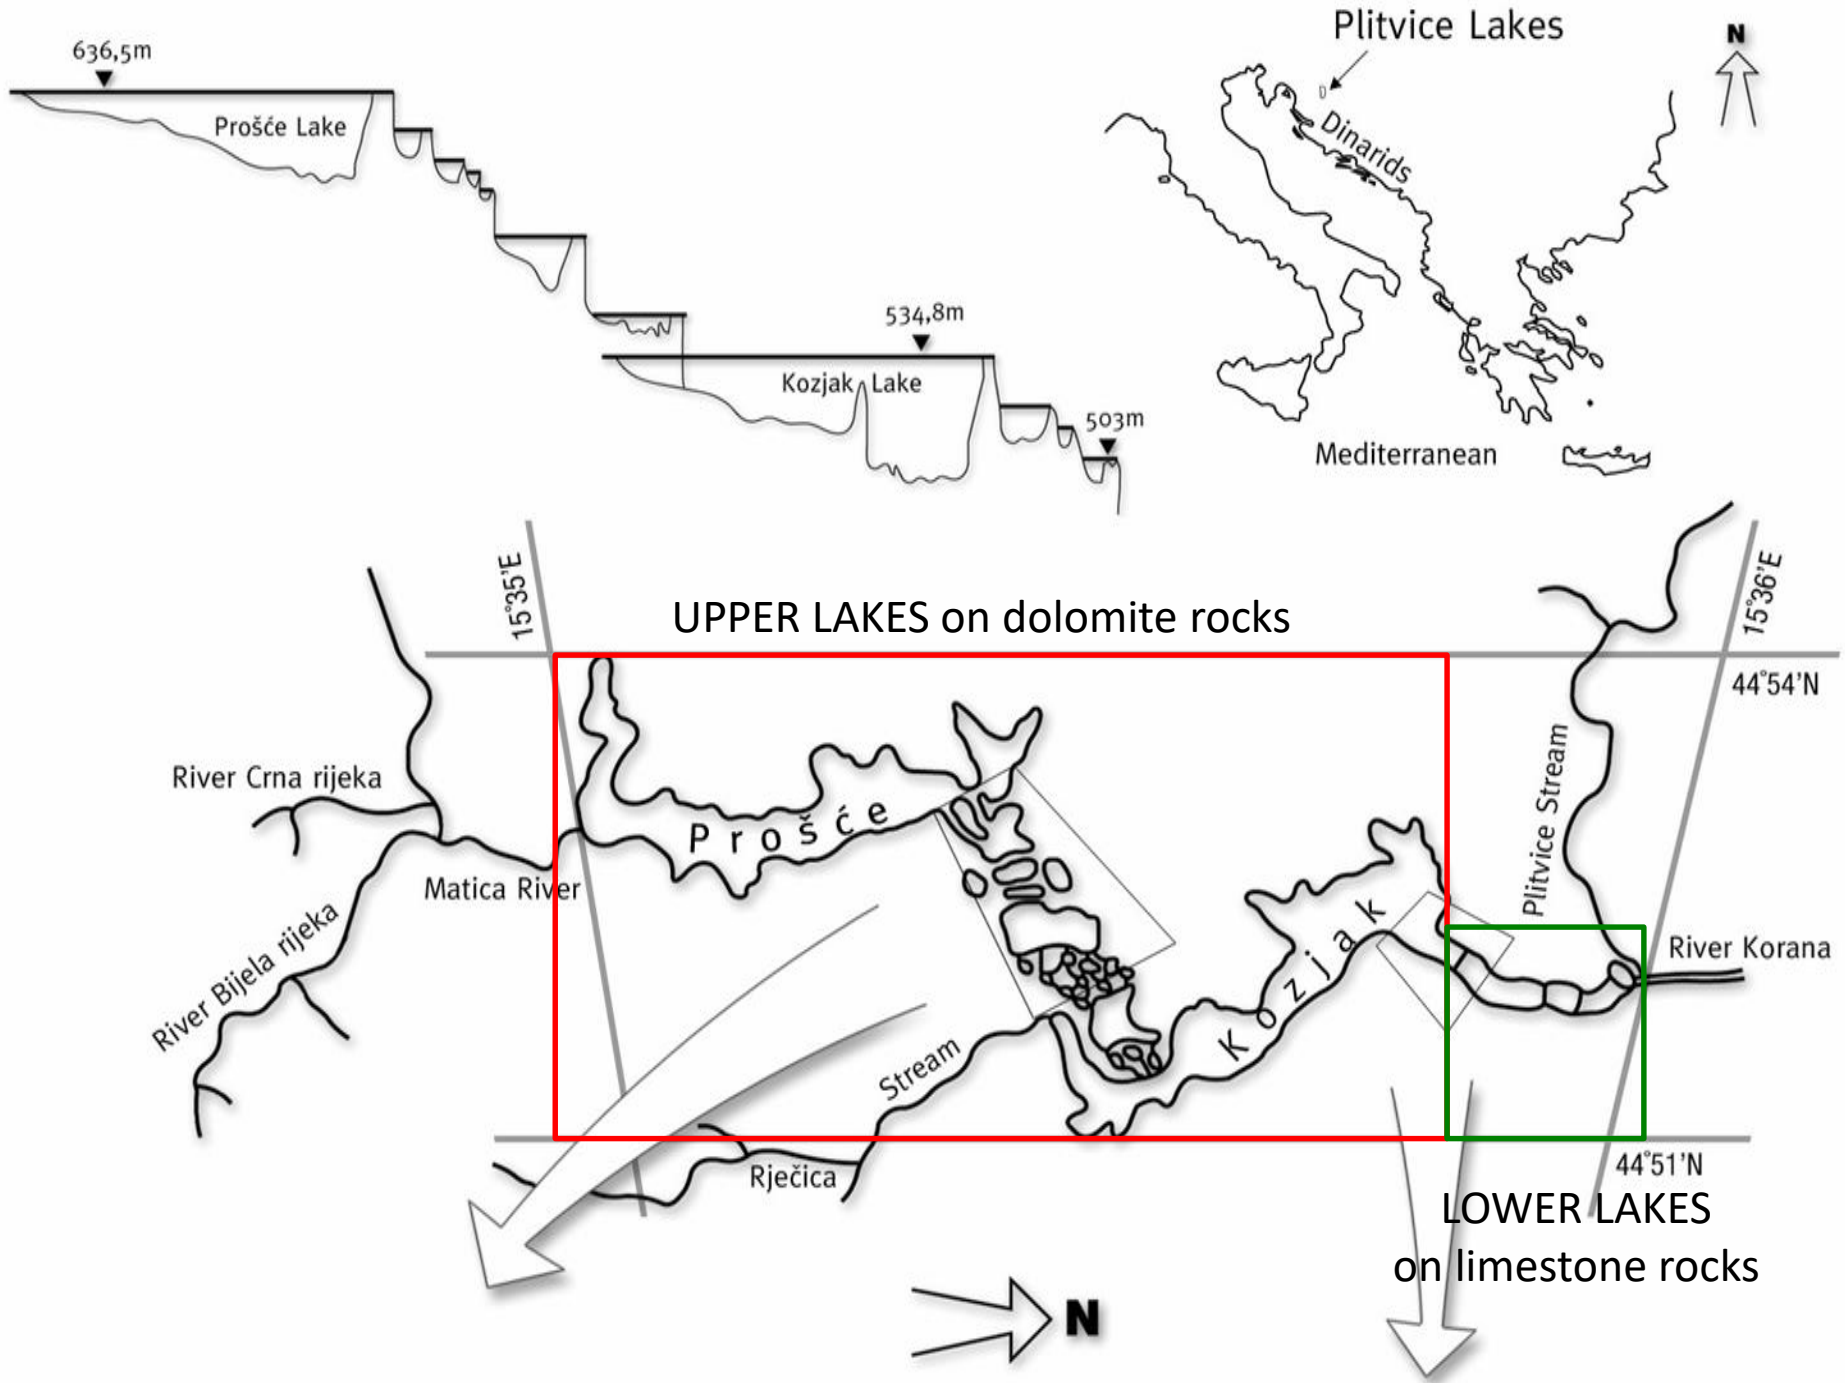 636,5m
Prošće Lake
534,8m
Kozjak Lake
503m
Plitvice Lakes
N
Dinarids
Mediterranean
UPPER LAKES on dolomite rocks
15°35'E
15°36'E
44°54'N
River Crna rijeka
Prošće
Plitvice Stream
Matica River
River Bijela rijeka
Kozjak
River Korana
Stream
Rječica
44°51'N
LOWER LAKES
on limestone rocks
N